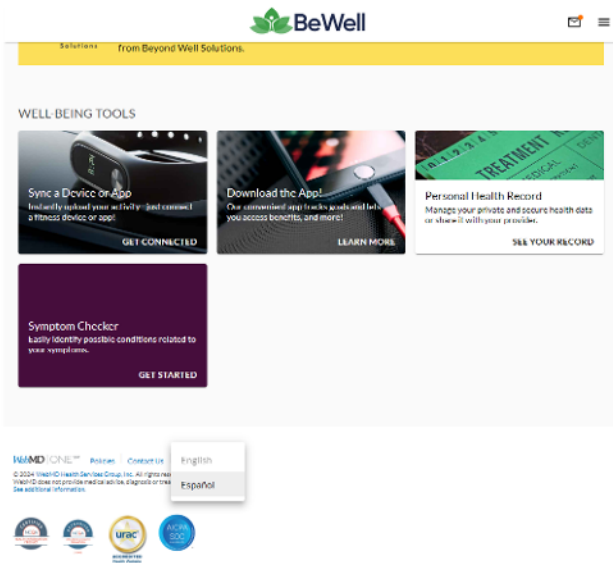 BeWell
Solutions
from Beyond Well Solutions.
WELL-BEING TOOLS
Sync a Device or App
Instantly upload your activity - just connect
a fitness device or app!
GET CONNECTED
Download the App!
Our convenient app tracks goals and lets
you access benefits, and more!
LEARN MORE
TREATMENT
MEDICAL
Personal Health Record
Manage your private and secure health data
or share it with your provider.
SEE YOUR RECORD
Symptom Checker
Easily identify possible conditions related to
your symptoms.
GET STARTED
WebMD ONE Policies Contact Us
English
Español
© 2024 WebMD Health Services Group, Inc. All rights
WebMD does not provide medical advice, diagnosis or
See additional information.
urac
ACCREDITED
AICPA
SOC